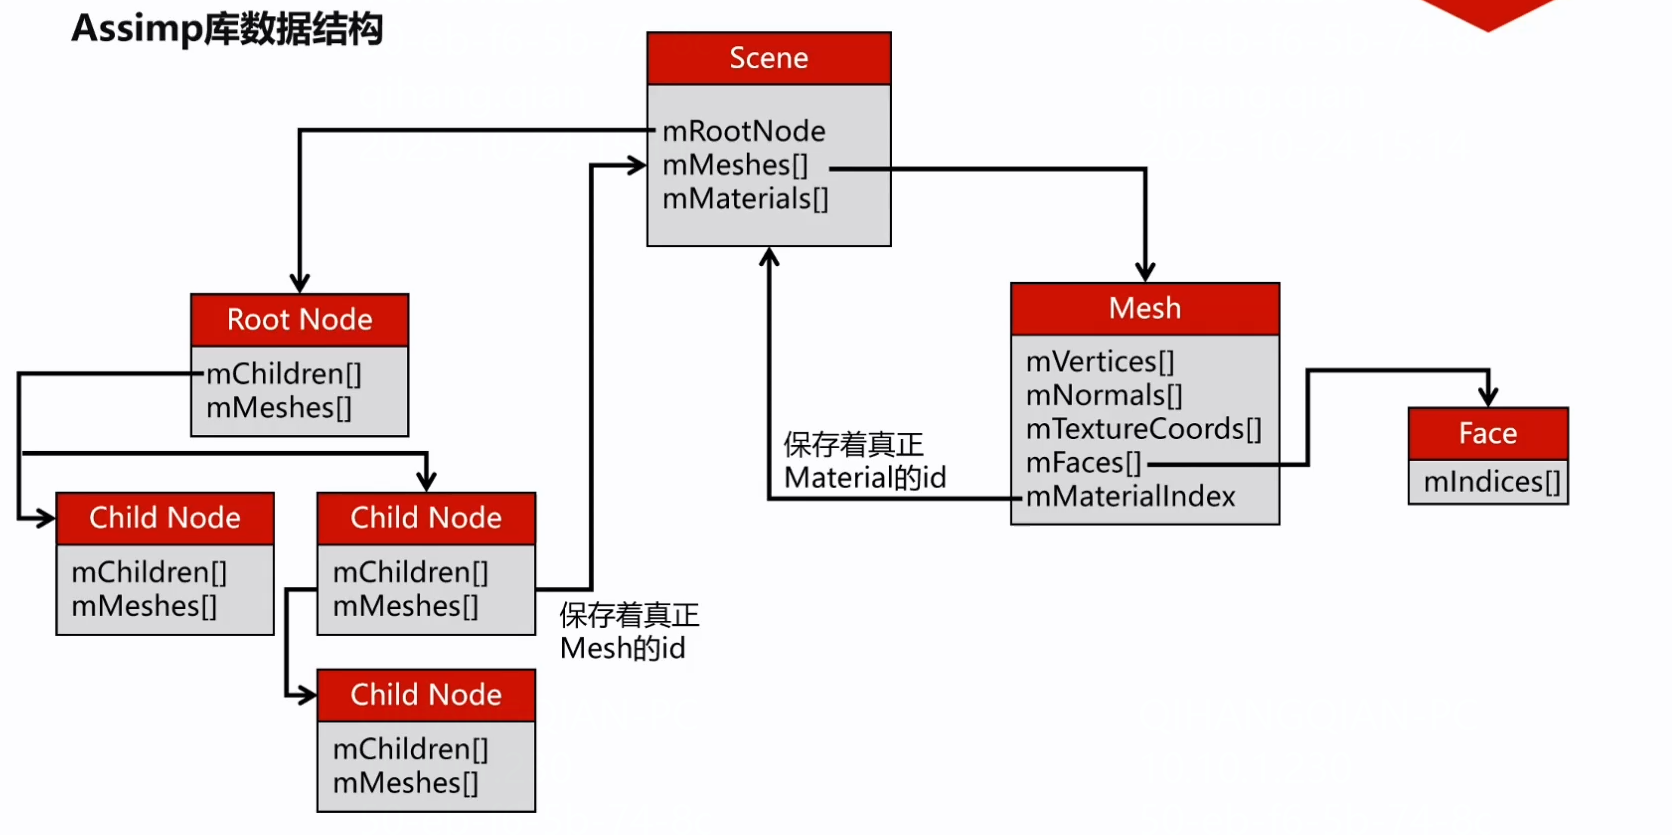 Assimp库数据结构
Scene
mRootNode
mMeshes[]
mMaterials[]
Root Node
mChildren[]
mMeshes[]
Mesh
mVertices[]
mNormals[]
mTextureCoords[]
mFaces[]
mMaterialIndex
保存着真正
Material的id
Face
mIndices[]
Child Node
mChildren[]
mMeshes[]
Child Node
mChildren[]
mMeshes[]
保存着真正
Mesh的id
Child Node
mChildren[]
mMeshes[]